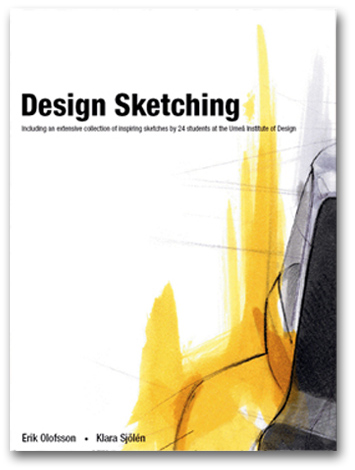 Design Sketching
Including an extensive collection of inspiring sketches by 24 students at the Umeå Institute of Design
Erik Olofsson • Klara Sjölén